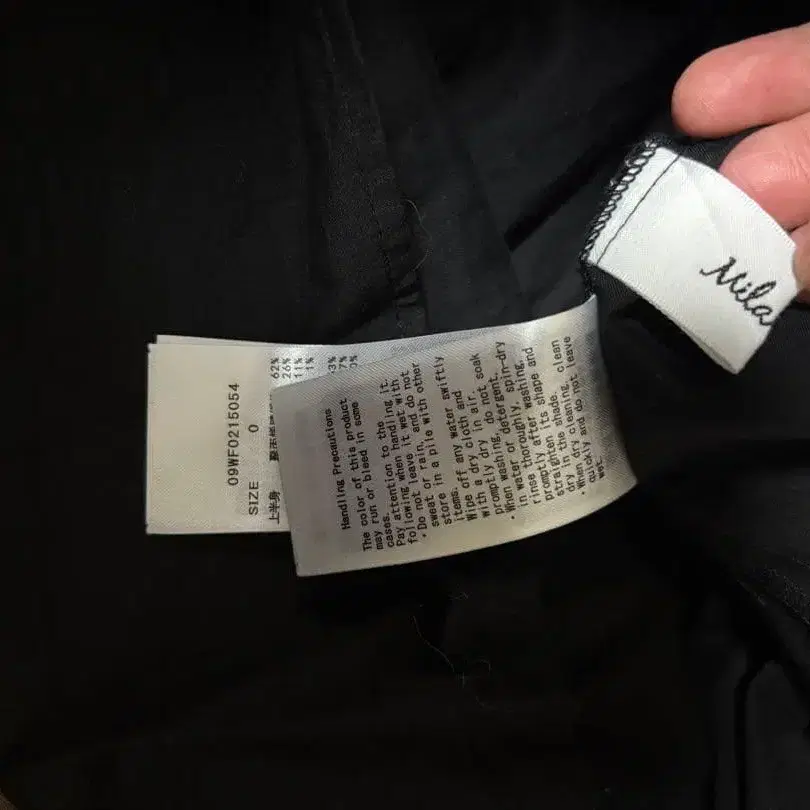 Mila
09WF0215054
SIZE 0
上半身
62%
26%
11%
1%
3%
7%
0%
Handling Precautions
The color of this product
may run or bleed in some
cases.
Pay attention to the
following when handling it.
・Do not leave it wet with
sweat or rain, and do not
store in a pile with other
items.
Wipe off any water swiftly
with a dry cloth and
promptly dry in air.
・When washing, do not soak
in water or detergent,
rinse thoroughly, spin-dry
promptly after washing,
straighten its shape and
dry in the shade.
・When dry cleaning, clean
quickly and do not leave
wet.